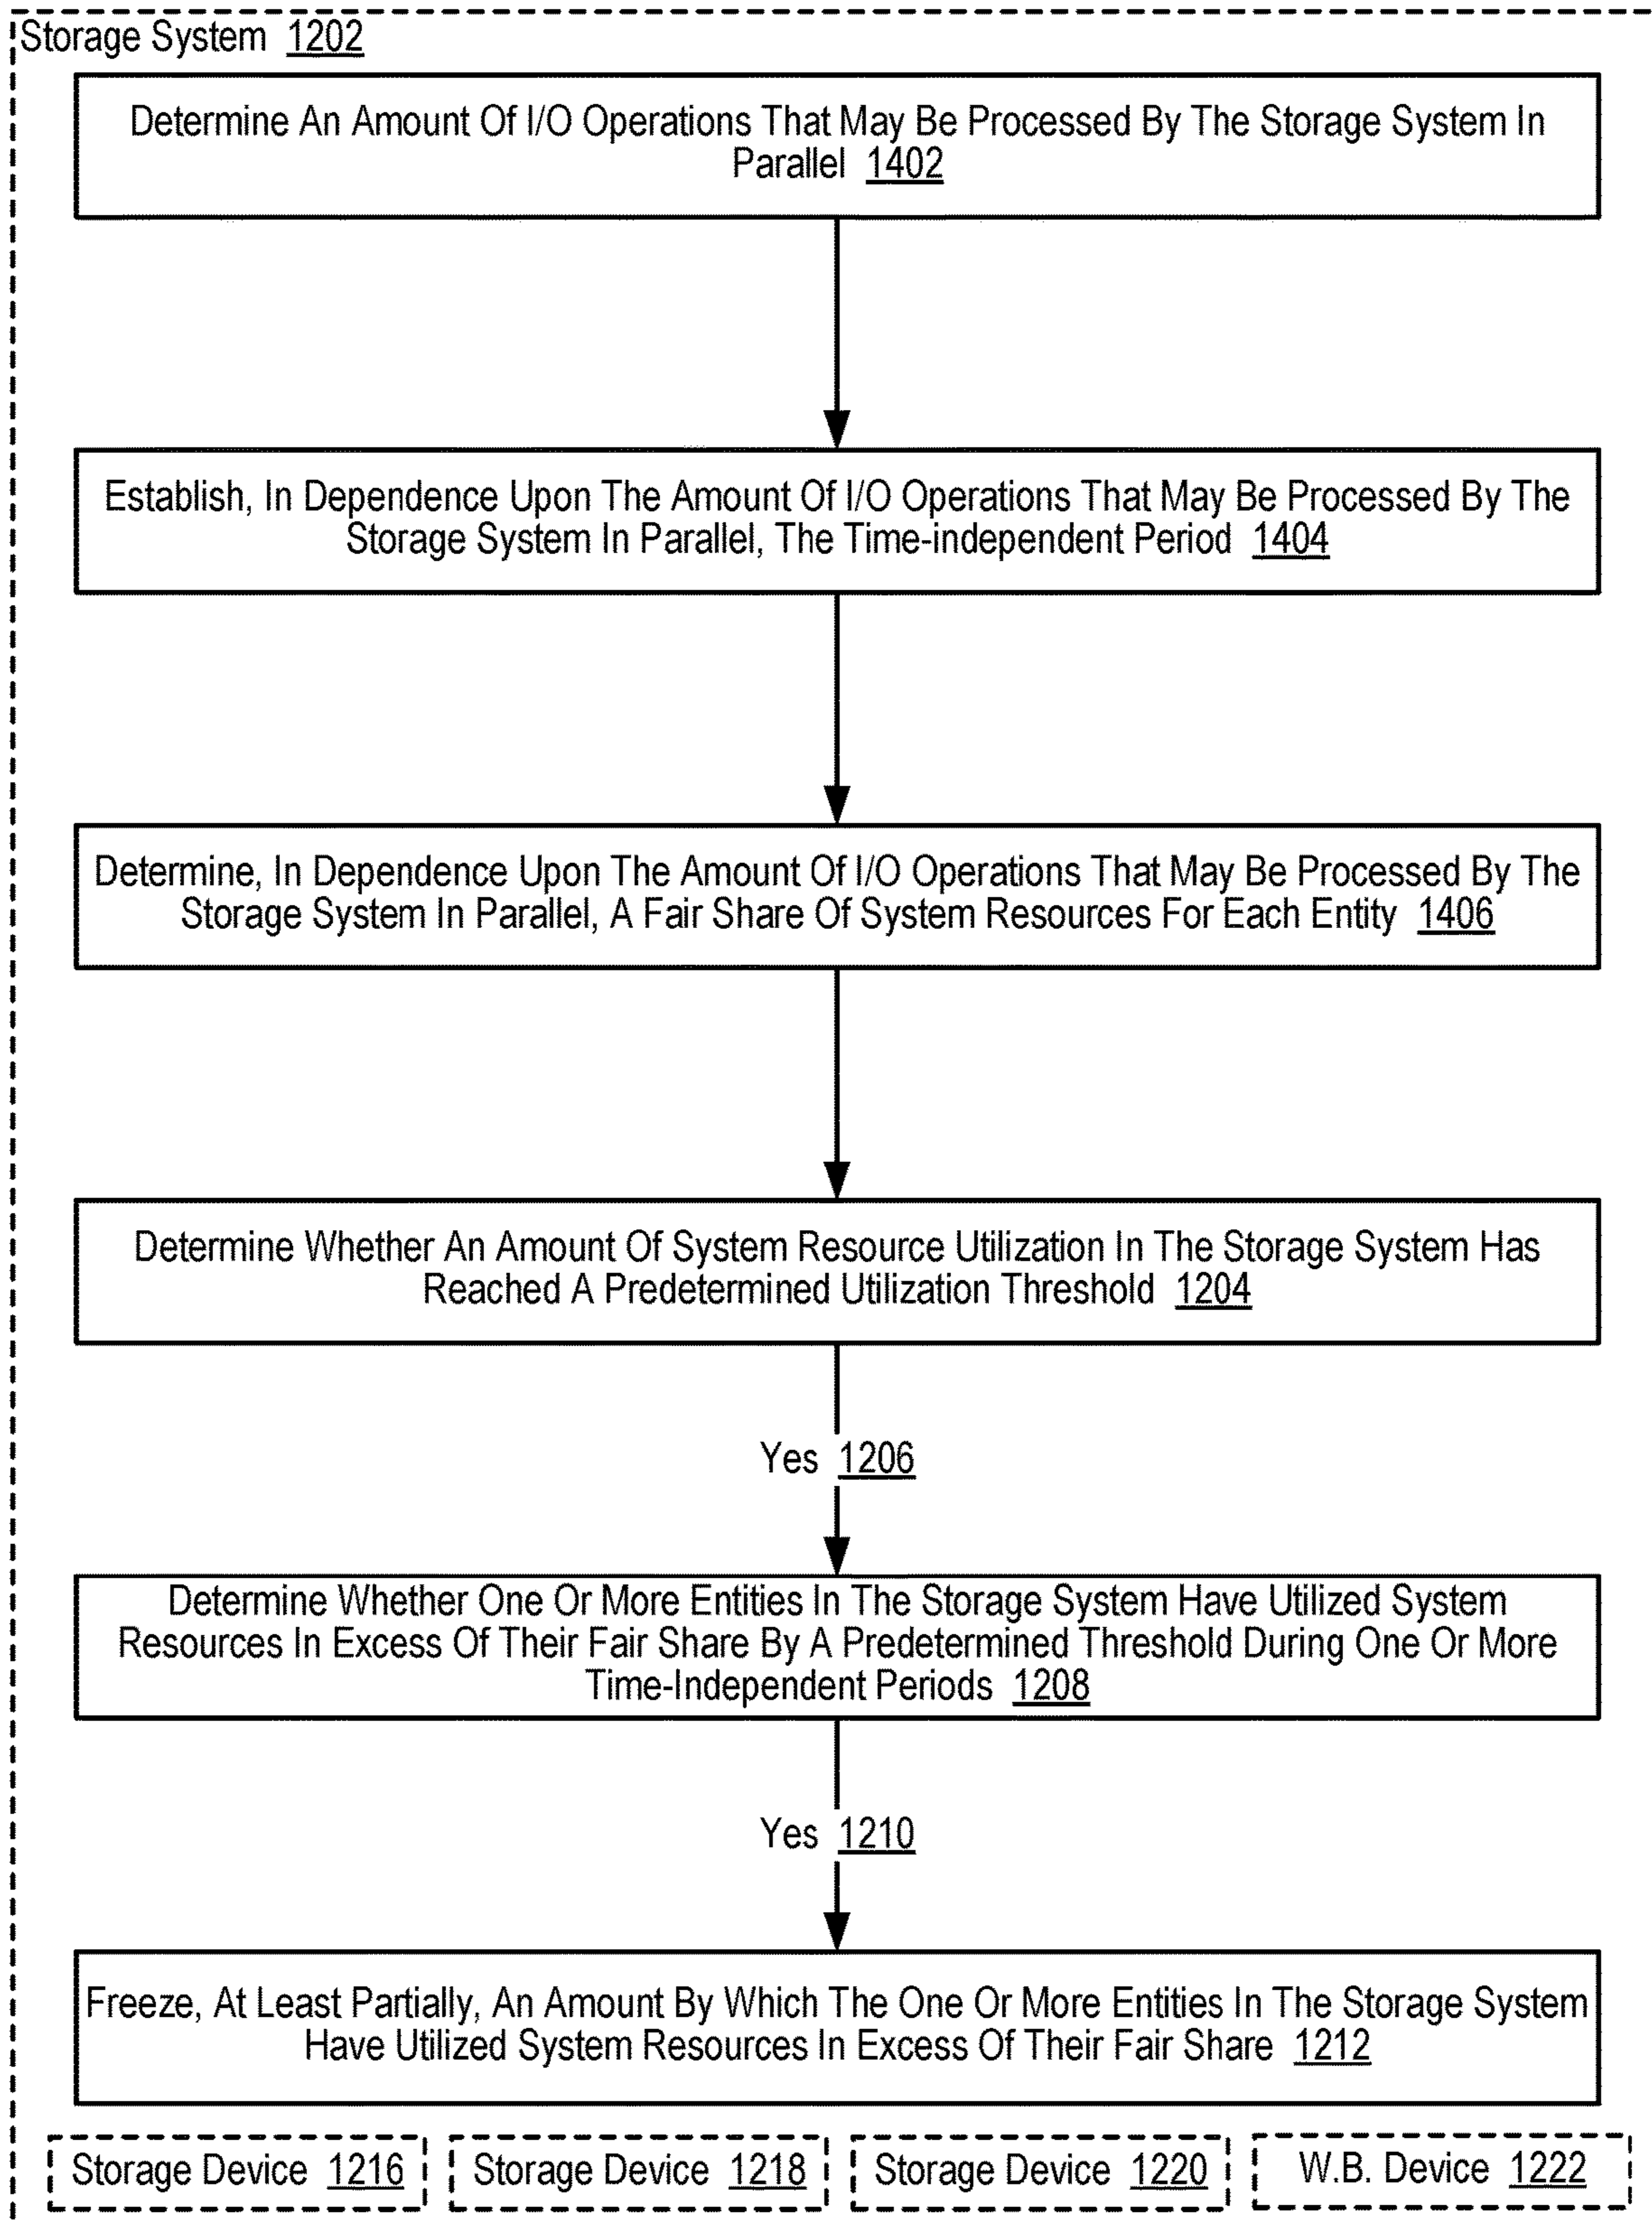 Storage System 1202
Determine An Amount Of I/O Operations That May Be Processed By The Storage System In
Parallel 1402
Establish, In Dependence Upon The Amount Of I/O Operations That May Be Processed By The
Storage System In Parallel, The Time-independent Period 1404
Determine, In Dependence Upon The Amount Of I/O Operations That May Be Processed By The
Storage System In Parallel, A Fair Share Of System Resources For Each Entity 1406
Determine Whether An Amount Of System Resource Utilization In The Storage System Has
Reached A Predetermined Utilization Threshold 1204
Yes 1206
Determine Whether One Or More Entities In The Storage System Have Utilized System
Resources In Excess Of Their Fair Share By A Predetermined Threshold During One Or More
Time-Independent Periods 1208
Yes 1210
Freeze, At Least Partially, An Amount By Which The One Or More Entities In The Storage System
Have Utilized System Resources In Excess Of Their Fair Share 1212
Storage Device 1216
Storage Device 1218
Storage Device 1220
W.B. Device 1222